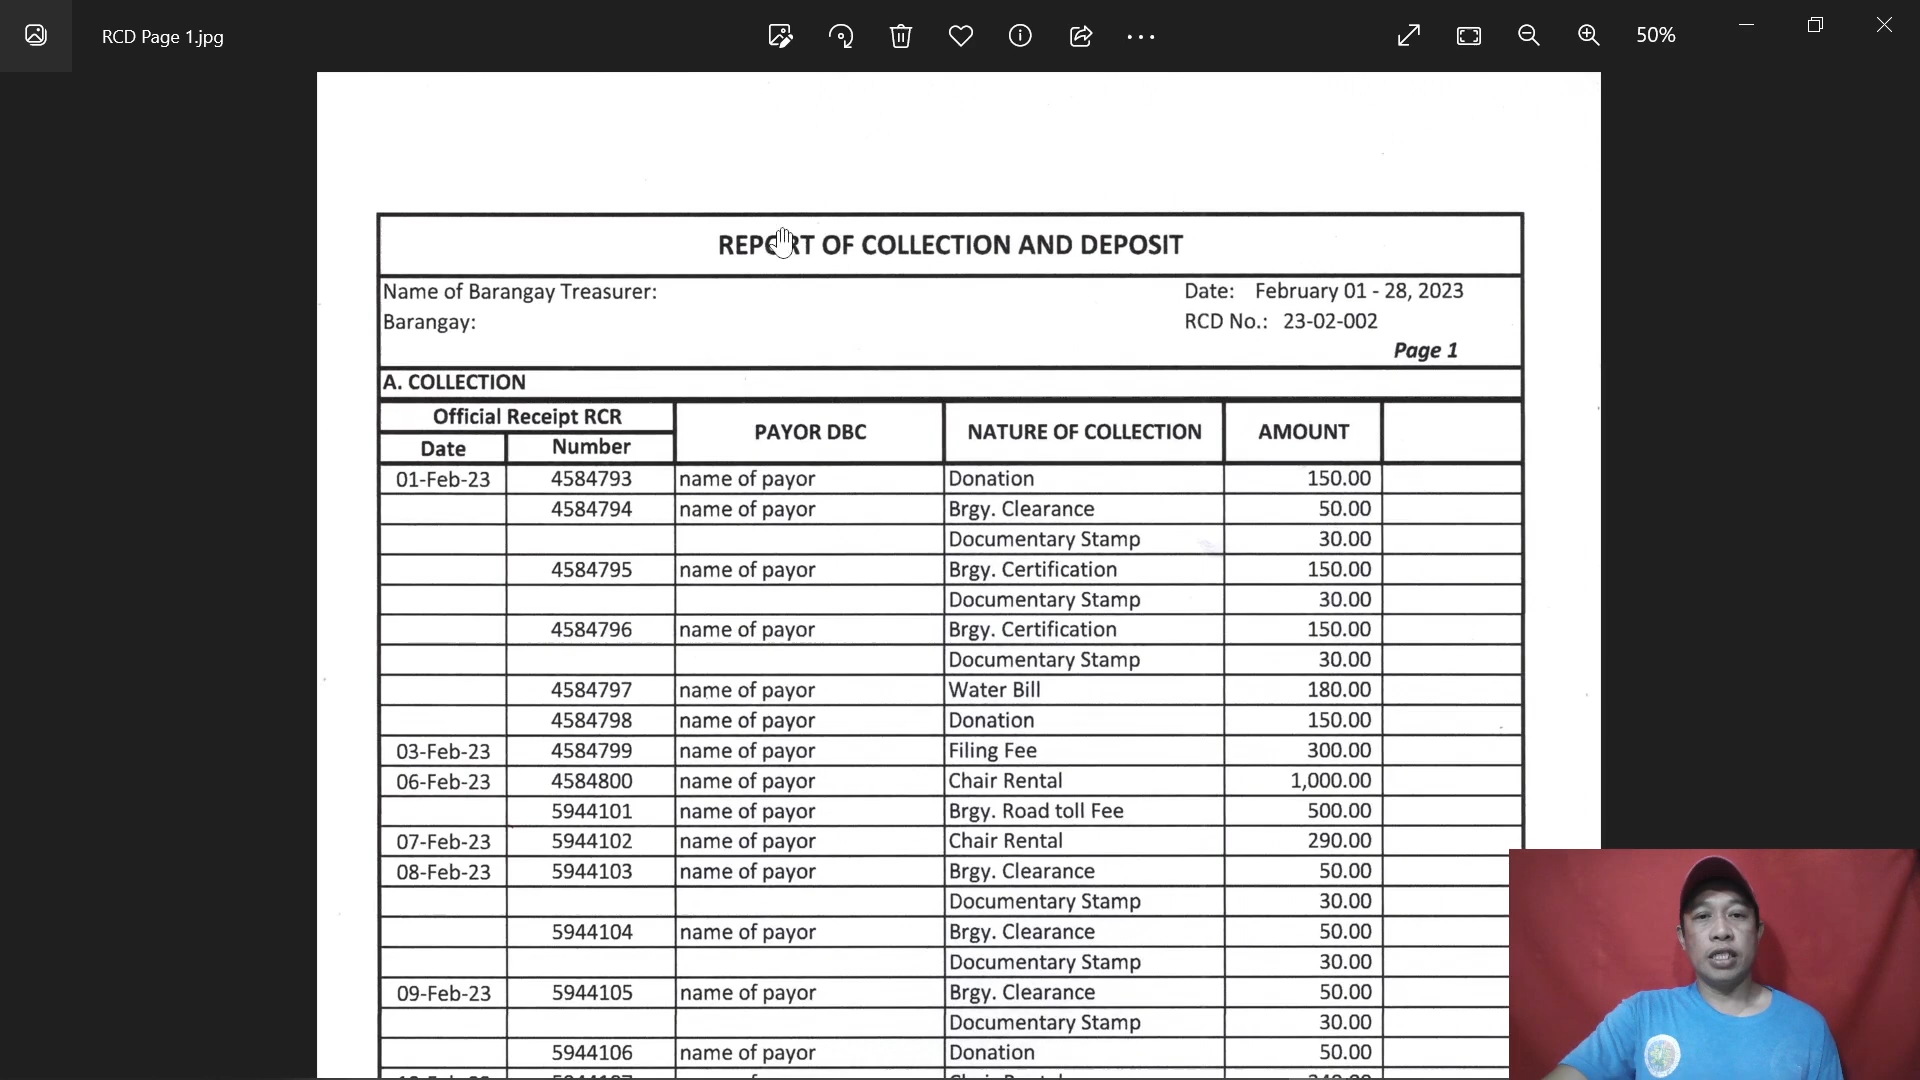 RCD Page 1.jpg
50%
REPORT OF COLLECTION AND DEPOSIT
Name of Barangay Treasurer:
Date: February 01 - 28, 2023
Barangay:
RCD No.: 23-02-002
Page 1
A. COLLECTION
Official Receipt RCR
PAYOR DBC NATURE OF COLLECTION AMOUNT
Date Number
01-Feb-23 4584793 name of payor Donation 150.00
4584794 name of payor Brgy. Clearance 50.00
Documentary Stamp 30.00
4584795 name of payor Brgy. Certification 150.00
Documentary Stamp 30.00
4584796 name of payor Brgy. Certification 150.00
Documentary Stamp 30.00
4584797 name of payor Water Bill 180.00
4584798 name of payor Donation 150.00
03-Feb-23 4584799 name of payor Filing Fee 300.00
06-Feb-23 4584800 name of payor Chair Rental 1,000.00
5944101 name of payor Brgy. Road toll Fee 500.00
07-Feb-23 5944102 name of payor Chair Rental 290.00
08-Feb-23 5944103 name of payor Brgy. Clearance 50.00
Documentary Stamp 30.00
5944104 name of payor Brgy. Clearance 50.00
Documentary Stamp 30.00
09-Feb-23 5944105 name of payor Brgy. Clearance 50.00
Documentary Stamp 30.00
5944106 name of payor Donation 50.00